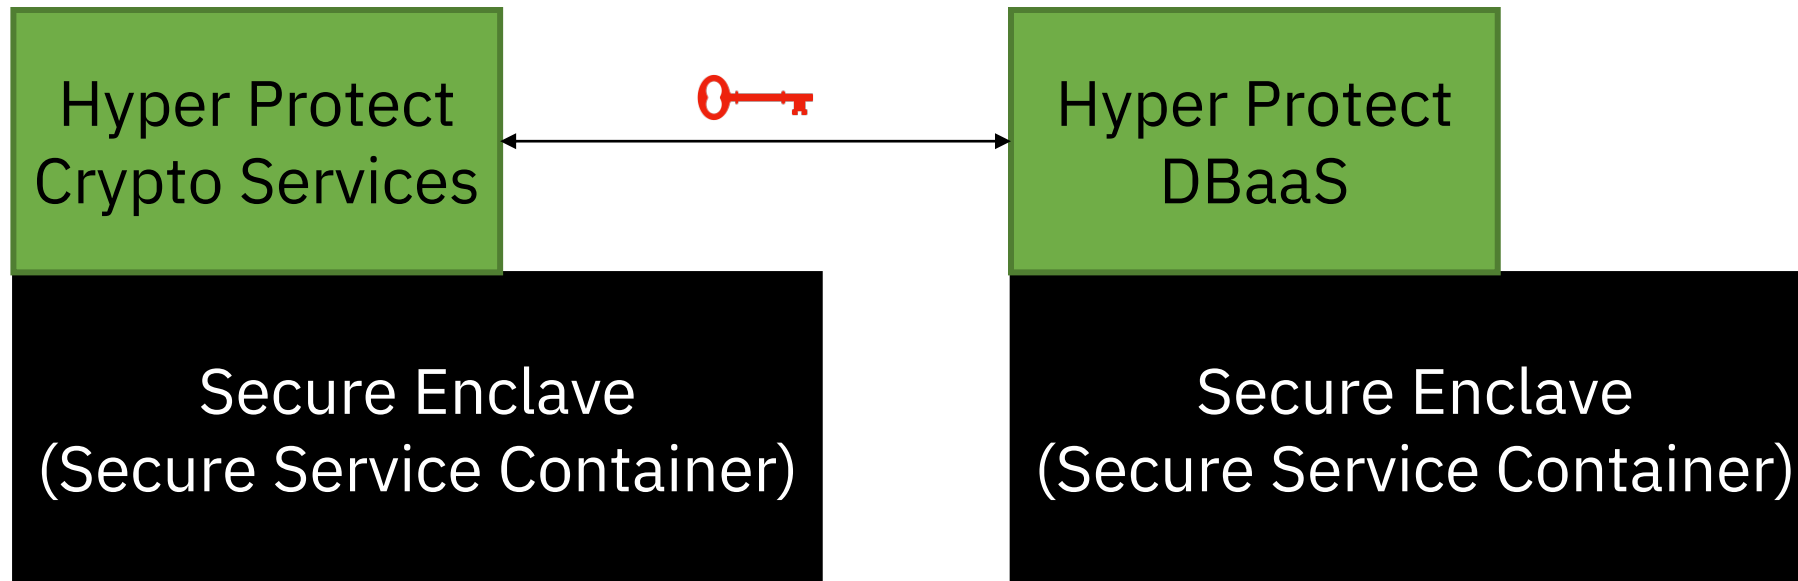 Hyper Protect
Crypto Services
Hyper Protect
DBaaS
Secure Enclave
(Secure Service Container)
Secure Enclave
(Secure Service Container)